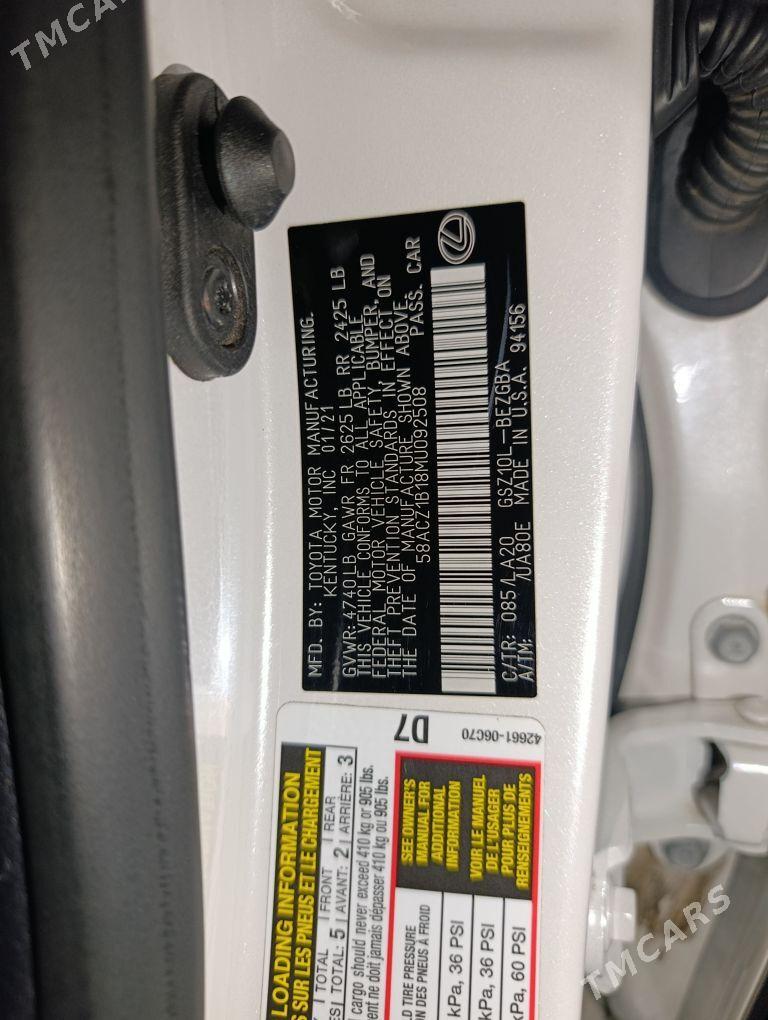 TMCARS
MFD. BY: TOYOTA MOTOR MANUFACTURING.
KENTUCKY, INC 01/21
GVWR: 4740 LB GAWR FR 2625 LB RR 2425 LB
THIS VEHICLE CONFORMS TO ALL APPLICABLE
FEDERAL MOTOR VEHICLE SAFETY, BUMPER, AND
THEFT PREVENTION STANDARDS IN EFFECT ON
THE DATE OF MANUFACTURE SHOWN ABOVE.
58ACZ1B18MU092508 PASS. CAR
C/TR: 085/LA20 GSZ10L-BEZGBA
A/TM: /UA80E MADE IN U.S.A. 94156
D7
42661-06C70
LOADING INFORMATION
SUR LES PNEUS ET LE CHARGEMENT
TOTAL FRONT REAR
TOTAL: 5 AVANT: 2 ARRIÈRE: 3
cargo should never exceed 410 kg or 905 lbs.
ent ne doit jamais dépasser 410 kg ou 905 lbs.
LD TIRE PRESSURE
ON DES PNEUS À FROID
kPa, 36 PSI
kPa, 36 PSI
kPa, 60 PSI
SEE OWNER'S
MANUAL FOR
ADDITIONAL
INFORMATION
VOIR LE MANUEL
DE L'USAGER
POUR PLUS DE
RENSEIGNEMENTS
TMCARS